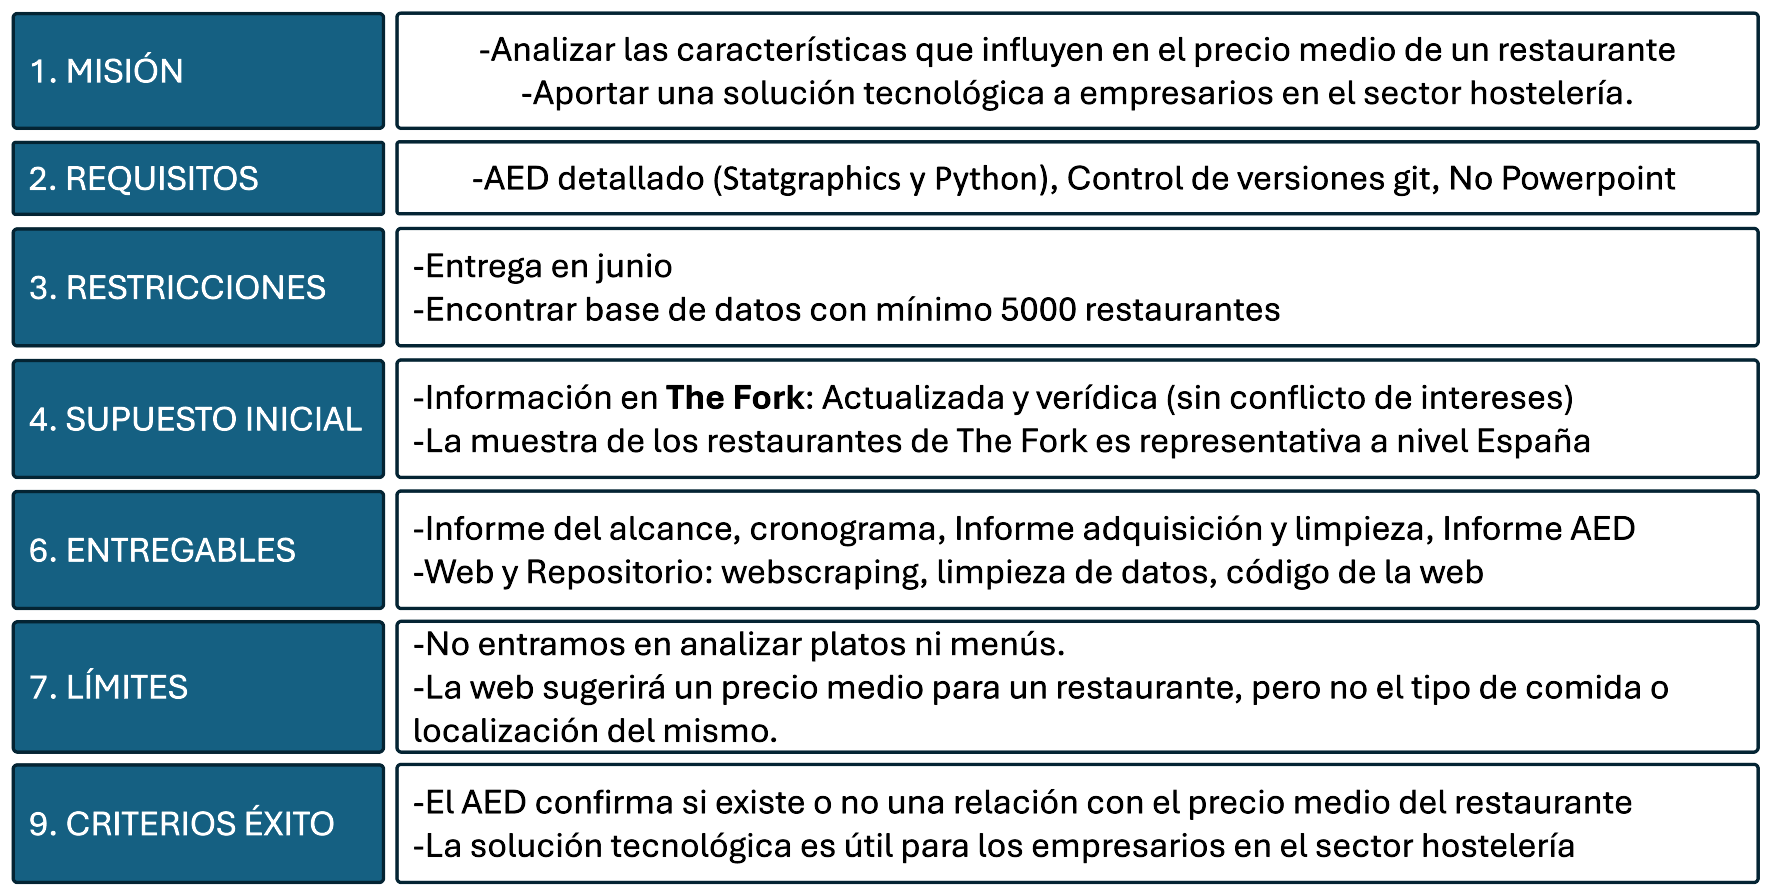 1. MISIÓN
-Analizar las características que influyen en el precio medio de un restaurante
-Aportar una solución tecnológica a empresarios en el sector hostelería.
2. REQUISITOS
-AED detallado (Statgraphics y Python), Control de versiones git, No Powerpoint
3. RESTRICCIONES
-Entrega en junio
-Encontrar base de datos con mínimo 5000 restaurantes
4. SUPUESTO INICIAL
-Información en The Fork: Actualizada y verídica (sin conflicto de intereses)
-La muestra de los restaurantes de The Fork es representativa a nivel España
6. ENTREGABLES
-Informe del alcance, cronograma, Informe adquisición y limpieza, Informe AED
-Web y Repositorio: webscraping, limpieza de datos, código de la web
7. LÍMITES
-No entramos en analizar platos ni menús.
-La web sugerirá un precio medio para un restaurante, pero no el tipo de comida o
localización del mismo.
9. CRITERIOS ÉXITO
-El AED confirma si existe o no una relación con el precio medio del restaurante
-La solución tecnológica es útil para los empresarios en el sector hostelería